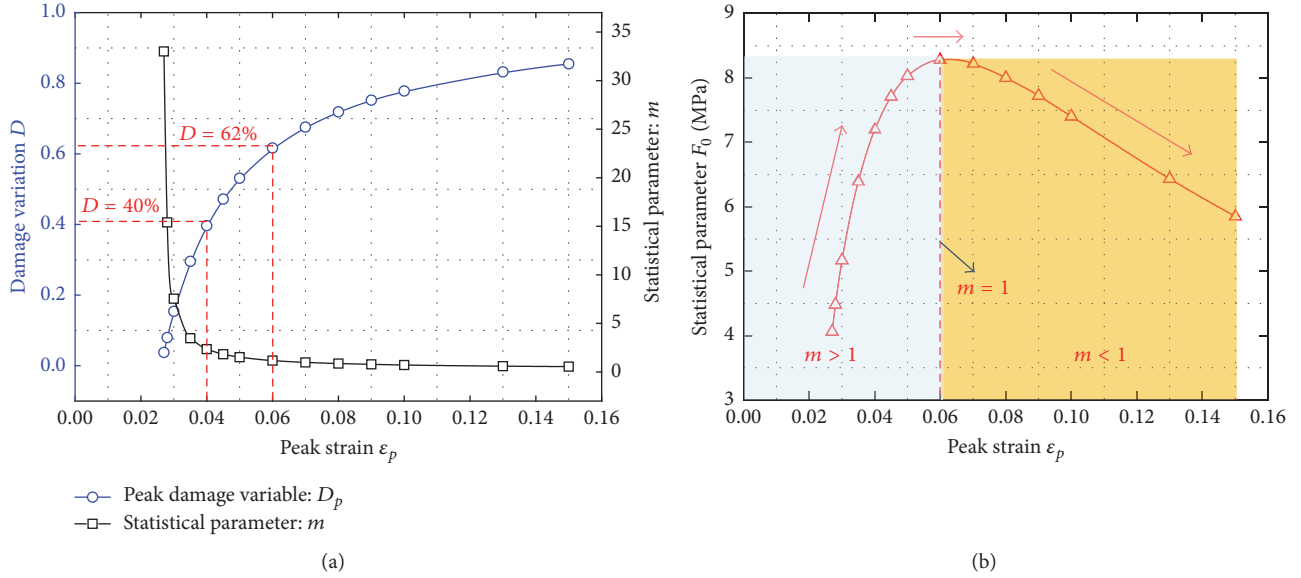 1.0
0.8
0.6
0.4
0.2
0.0
Damage variation D
35
30
25
20
15
10
5
0
Statistical parameter: m
D = 62%
D = 40%
0.00 0.02 0.04 0.06 0.08 0.10 0.12 0.14 0.16
Peak strain εp
Peak damage variable: Dp
Statistical parameter: m
(a)
9
8
7
6
5
4
3
Statistical parameter F0 (MPa)
m = 1
m > 1
m < 1
0.00 0.02 0.04 0.06 0.08 0.10 0.12 0.14 0.16
Peak strain εp
(b)